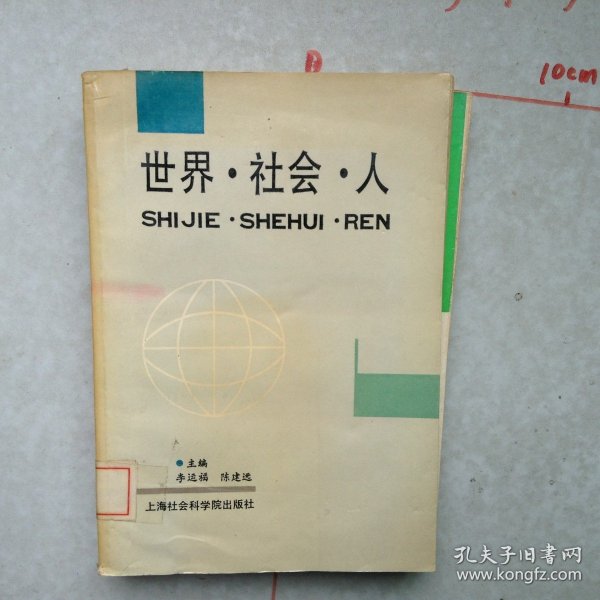 10cm
世界·社会·人
SHIJIE·SHEHUI·REN
主编
李运福 陈建远
上海社会科学院出版社
孔夫子旧书网
www.kongfz.com